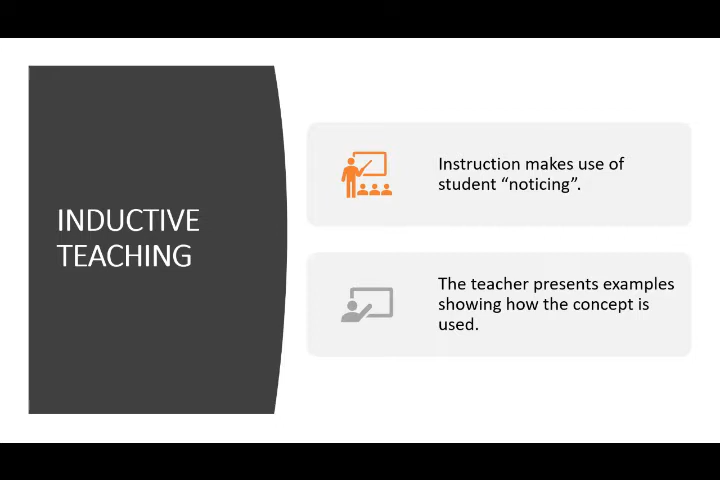 INDUCTIVE
TEACHING
Instruction makes use of
student “noticing”.
The teacher presents examples
showing how the concept is
used.